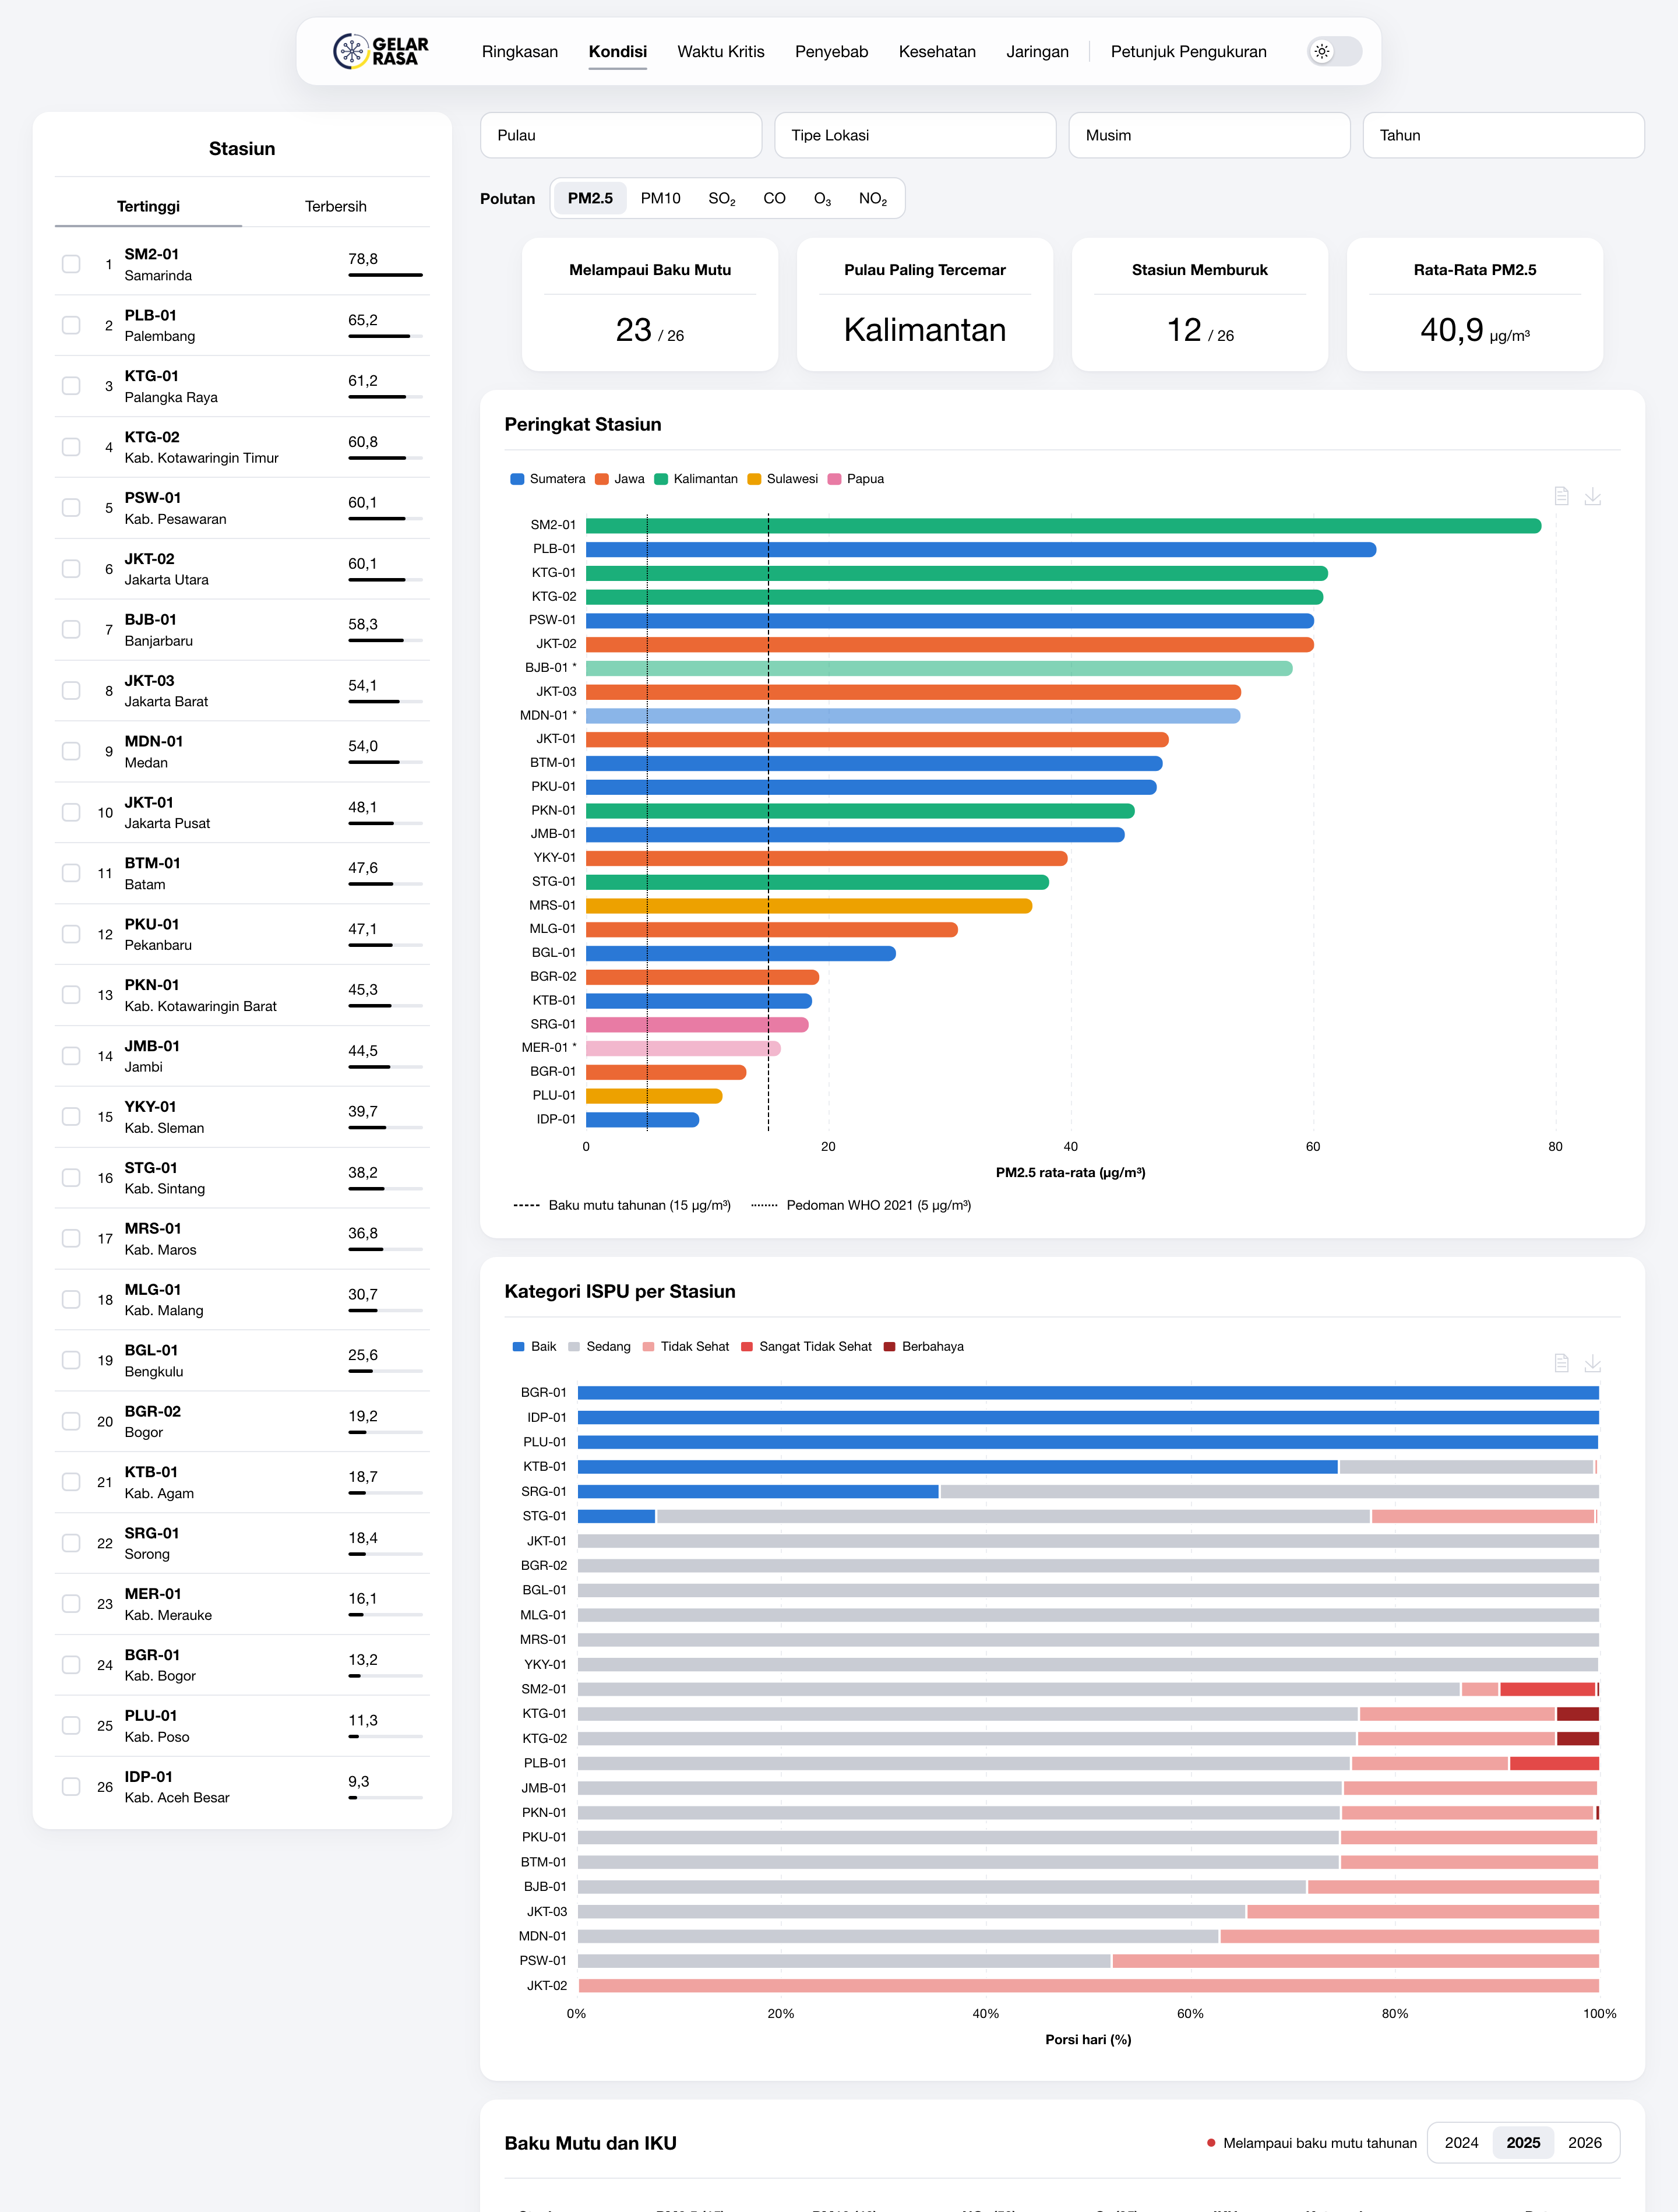 GELAR
RASA
Ringkasan Kondisi Waktu Kritis Penyebab Kesehatan Jaringan Petunjuk Pengukuran
Stasiun
Tertinggi Terbersih
1 SM2-01 78,8
Samarinda
2 PLB-01 65,2
Palembang
3 KTG-01 61,2
Palangka Raya
4 KTG-02 60,8
Kab. Kotawaringin Timur
5 PSW-01 60,1
Kab. Pesawaran
6 JKT-02 60,1
Jakarta Utara
7 BJB-01 58,3
Banjarbaru
8 JKT-03 54,1
Jakarta Barat
9 MDN-01 54,0
Medan
10 JKT-01 48,1
Jakarta Pusat
11 BTM-01 47,6
Batam
12 PKU-01 47,1
Pekanbaru
13 PKN-01 45,3
Kab. Kotawaringin Barat
14 JMB-01 44,5
Jambi
15 YKY-01 39,7
Kab. Sleman
16 STG-01 38,2
Kab. Sintang
17 MRS-01 36,8
Kab. Maros
18 MLG-01 30,7
Kab. Malang
19 BGL-01 25,6
Bengkulu
20 BGR-02 19,2
Bogor
21 KTB-01 18,7
Kab. Agam
22 SRG-01 18,4
Sorong
23 MER-01 16,1
Kab. Merauke
24 BGR-01 13,2
Kab. Bogor
25 PLU-01 11,3
Kab. Poso
26 IDP-01 9,3
Kab. Aceh Besar
Pulau Tipe Lokasi Musim Tahun
Polutan PM2.5 PM10 SO₂ CO O₃ NO₂
Melampaui Baku Mutu
23 / 26
Pulau Paling Tercemar
Kalimantan
Stasiun Memburuk
12 / 26
Rata-Rata PM2.5
40,9 µg/m³
Peringkat Stasiun
Sumatera Jawa Kalimantan Sulawesi Papua
SM2-01
PLB-01
KTG-01
KTG-02
PSW-01
JKT-02
BJB-01 *
JKT-03
MDN-01 *
JKT-01
BTM-01
PKU-01
PKN-01
JMB-01
YKY-01
STG-01
MRS-01
MLG-01
BGL-01
BGR-02
KTB-01
SRG-01
MER-01 *
BGR-01
PLU-01
IDP-01
0 20 40 60 80
PM2.5 rata-rata (µg/m³)
Baku mutu tahunan (15 µg/m³) Pedoman WHO 2021 (5 µg/m³)
Kategori ISPU per Stasiun
Baik Sedang Tidak Sehat Sangat Tidak Sehat Berbahaya
BGR-01
IDP-01
PLU-01
KTB-01
SRG-01
STG-01
JKT-01
BGR-02
BGL-01
MLG-01
MRS-01
YKY-01
SM2-01
KTG-01
KTG-02
PLB-01
JMB-01
PKN-01
PKU-01
BTM-01
BJB-01
JKT-03
MDN-01
PSW-01
JKT-02
0% 20% 40% 60% 80% 100%
Porsi hari (%)
Baku Mutu dan IKU
Melampaui baku mutu tahunan 2024 2025 2026